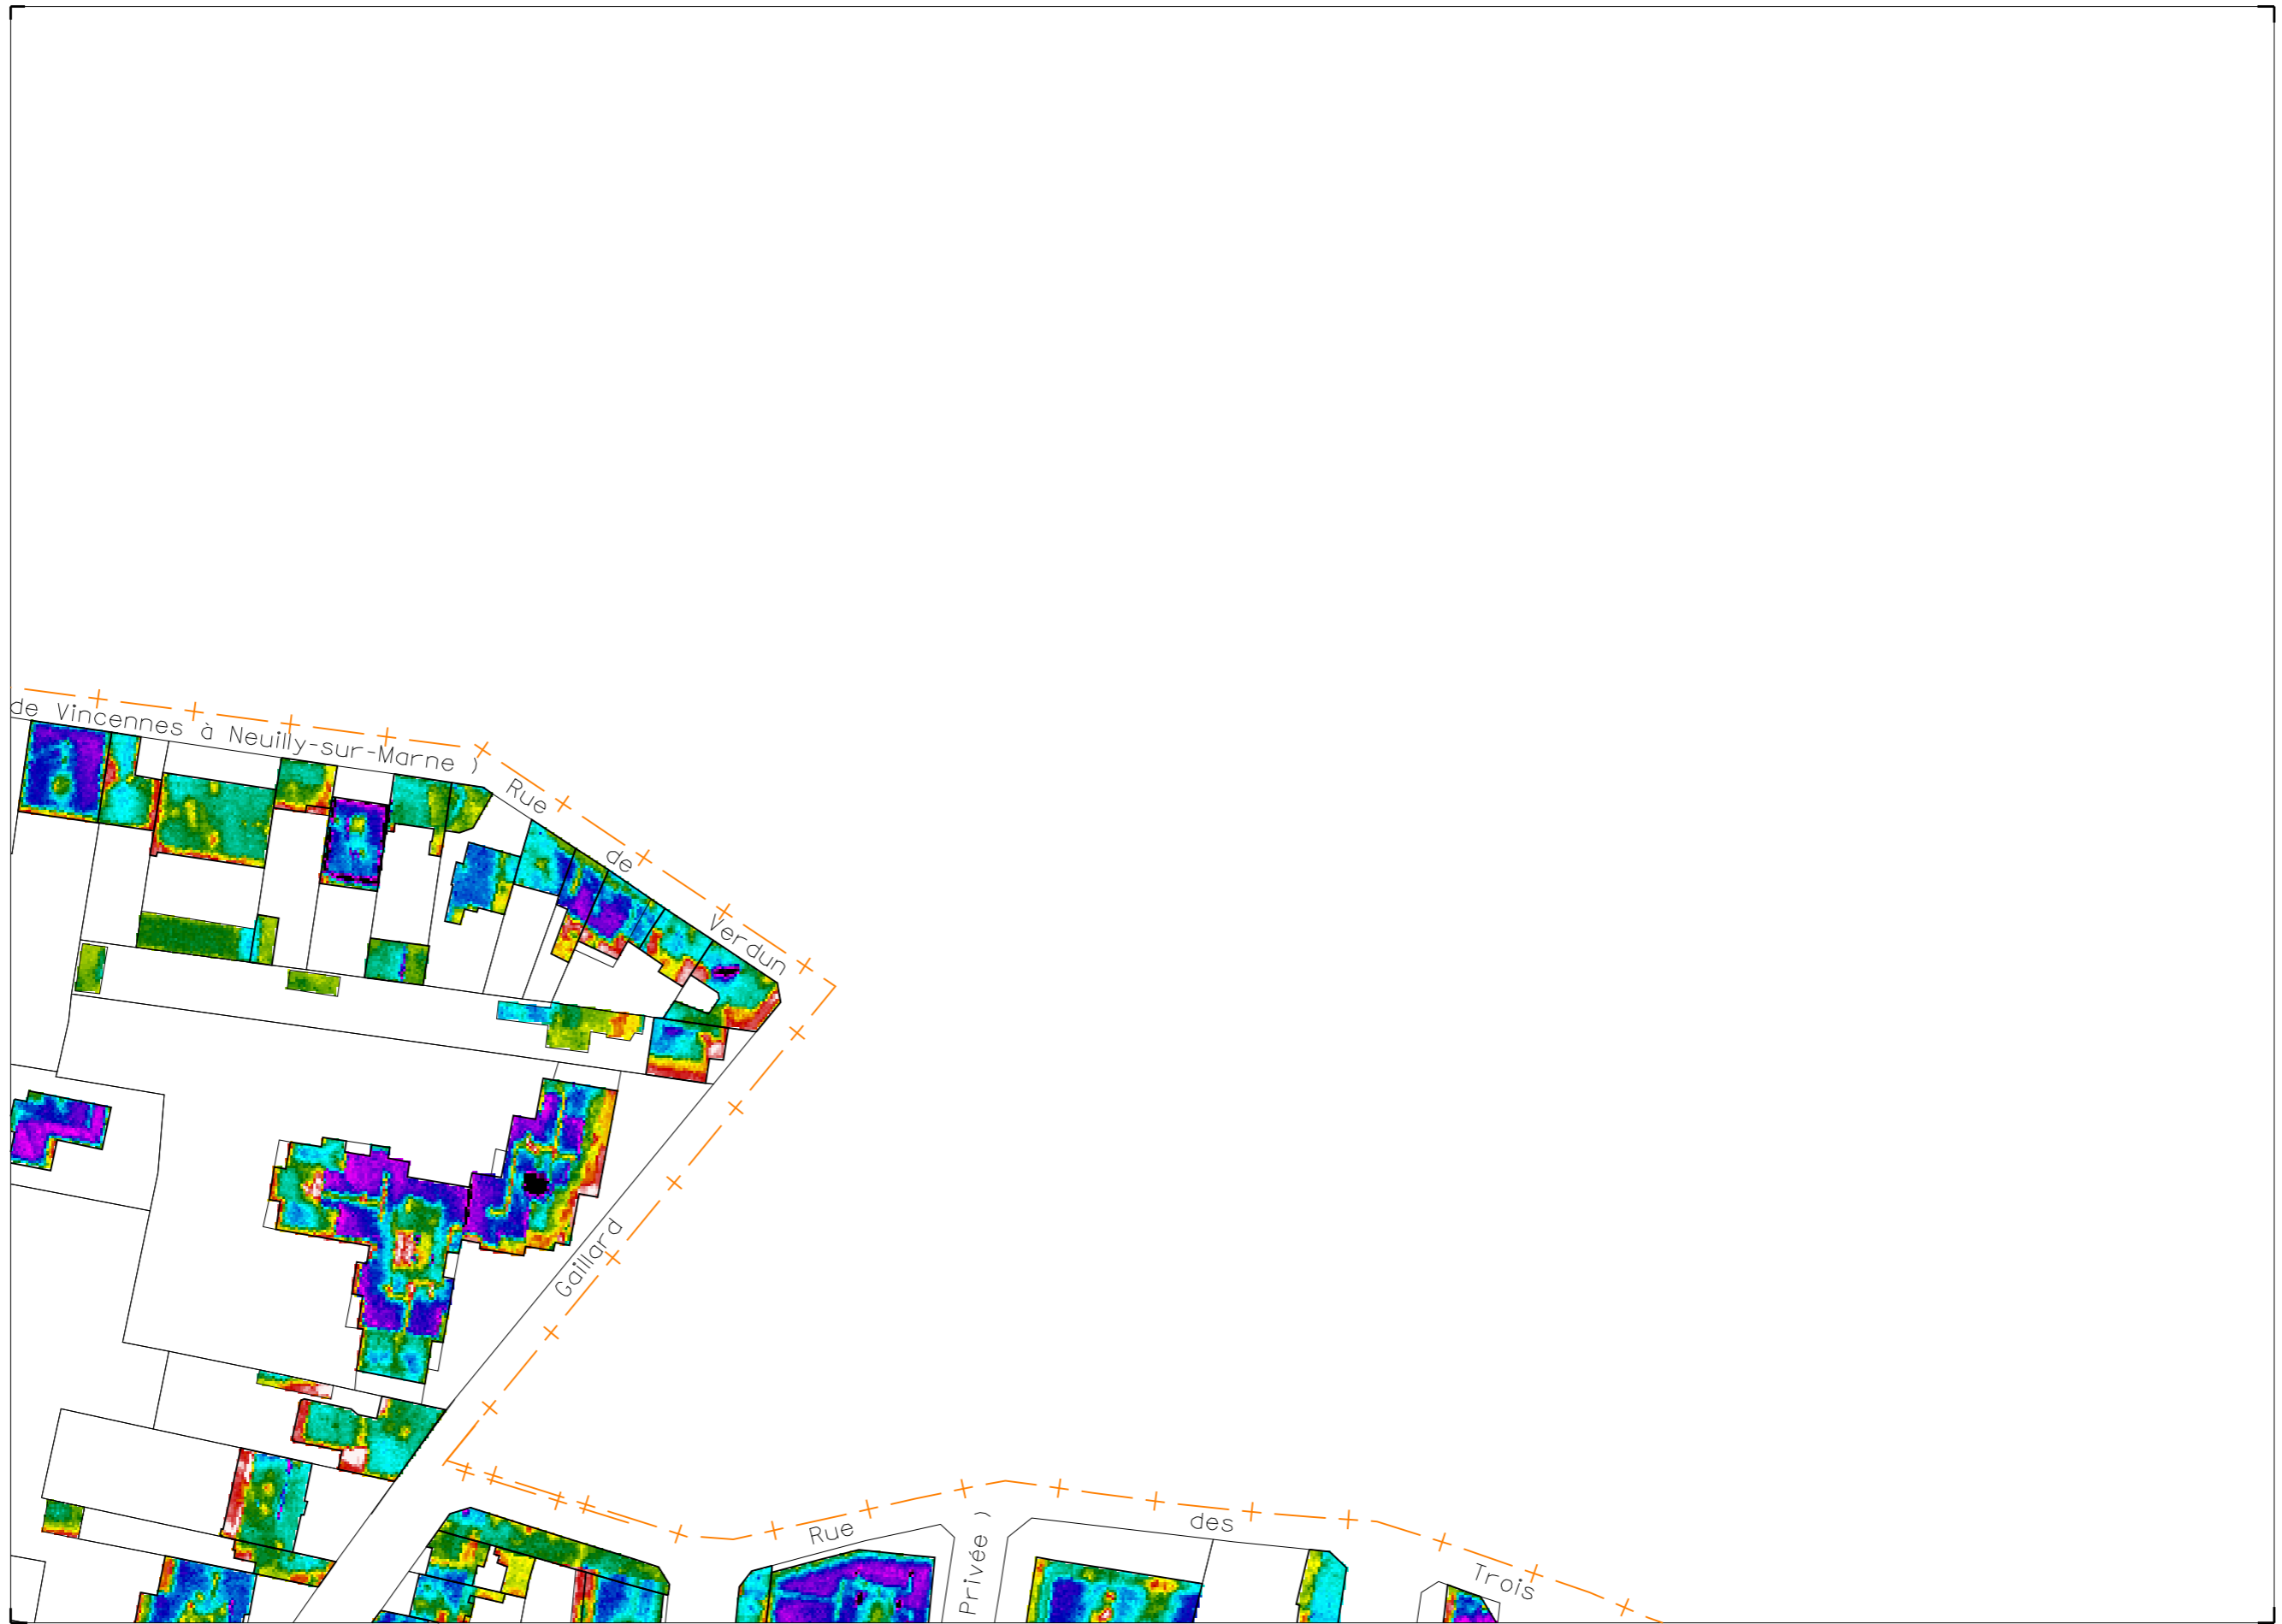 de Vincennes à Neuilly-sur-Marne )
Rue de Verdun
Gaillard
Rue des Trois
Privée )